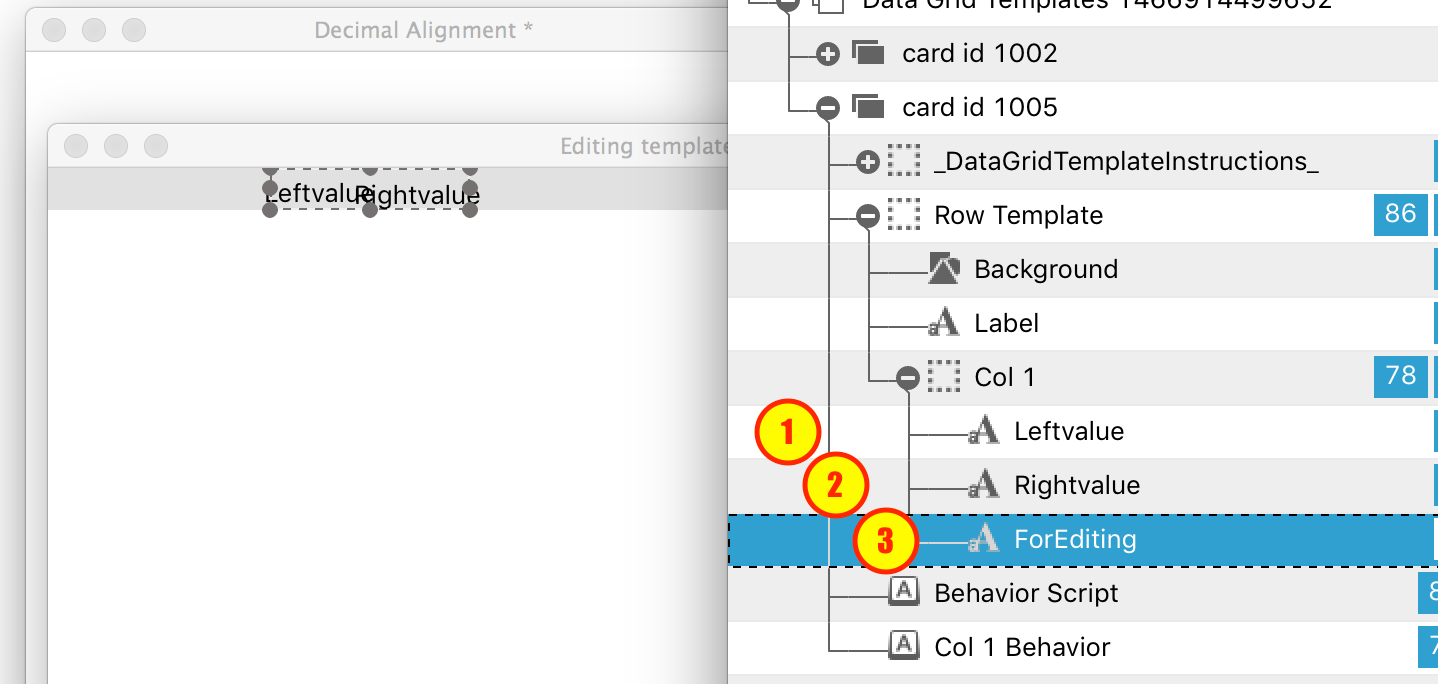 Decimal Alignment *
Editing template
Leftvalue
Rightvalue
Data Grid Templates 1466914499652
card id 1002
card id 1005
_DataGridTemplateInstructions_
Row Template 86
Background
Label
Col 1 78
1 Leftvalue
2 Rightvalue
3 ForEditing
Behavior Script 8
Col 1 Behavior 7